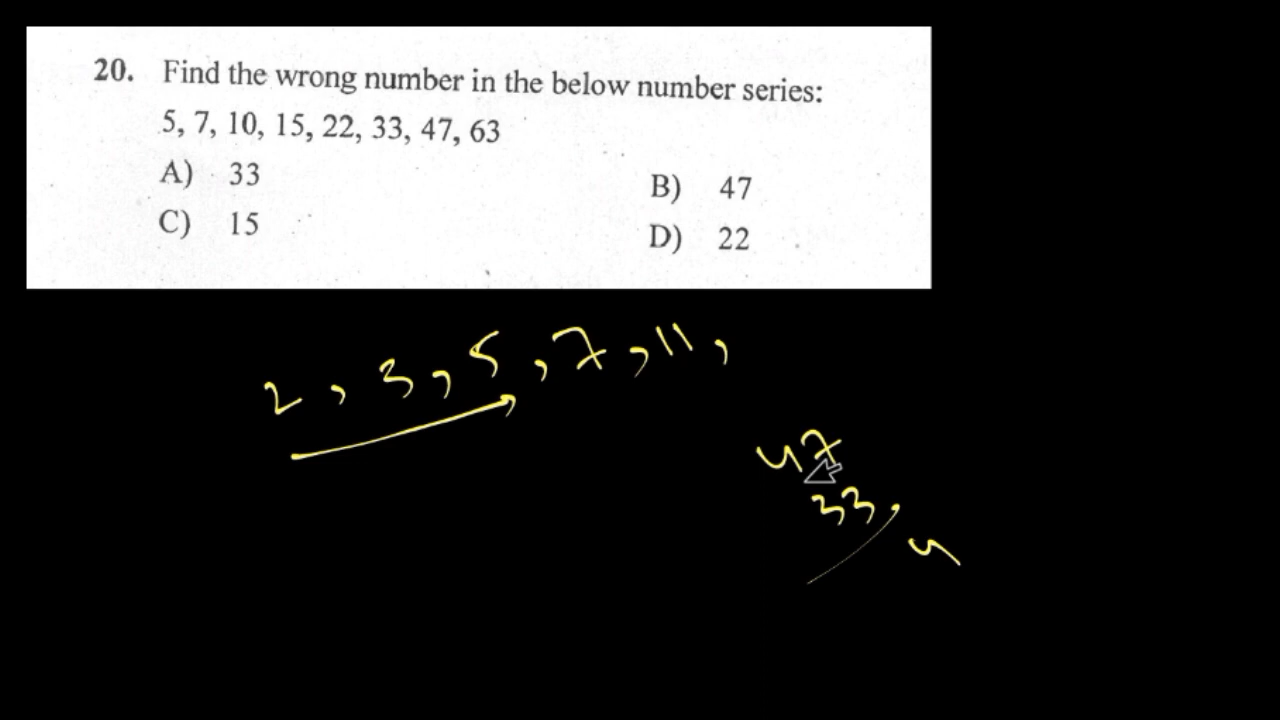 20. Find the wrong number in the below number series:
5, 7, 10, 15, 22, 33, 47, 63
A) 33
B) 47
C) 15
D) 22
2, 3, 5, 7, 11,
47
33,
4